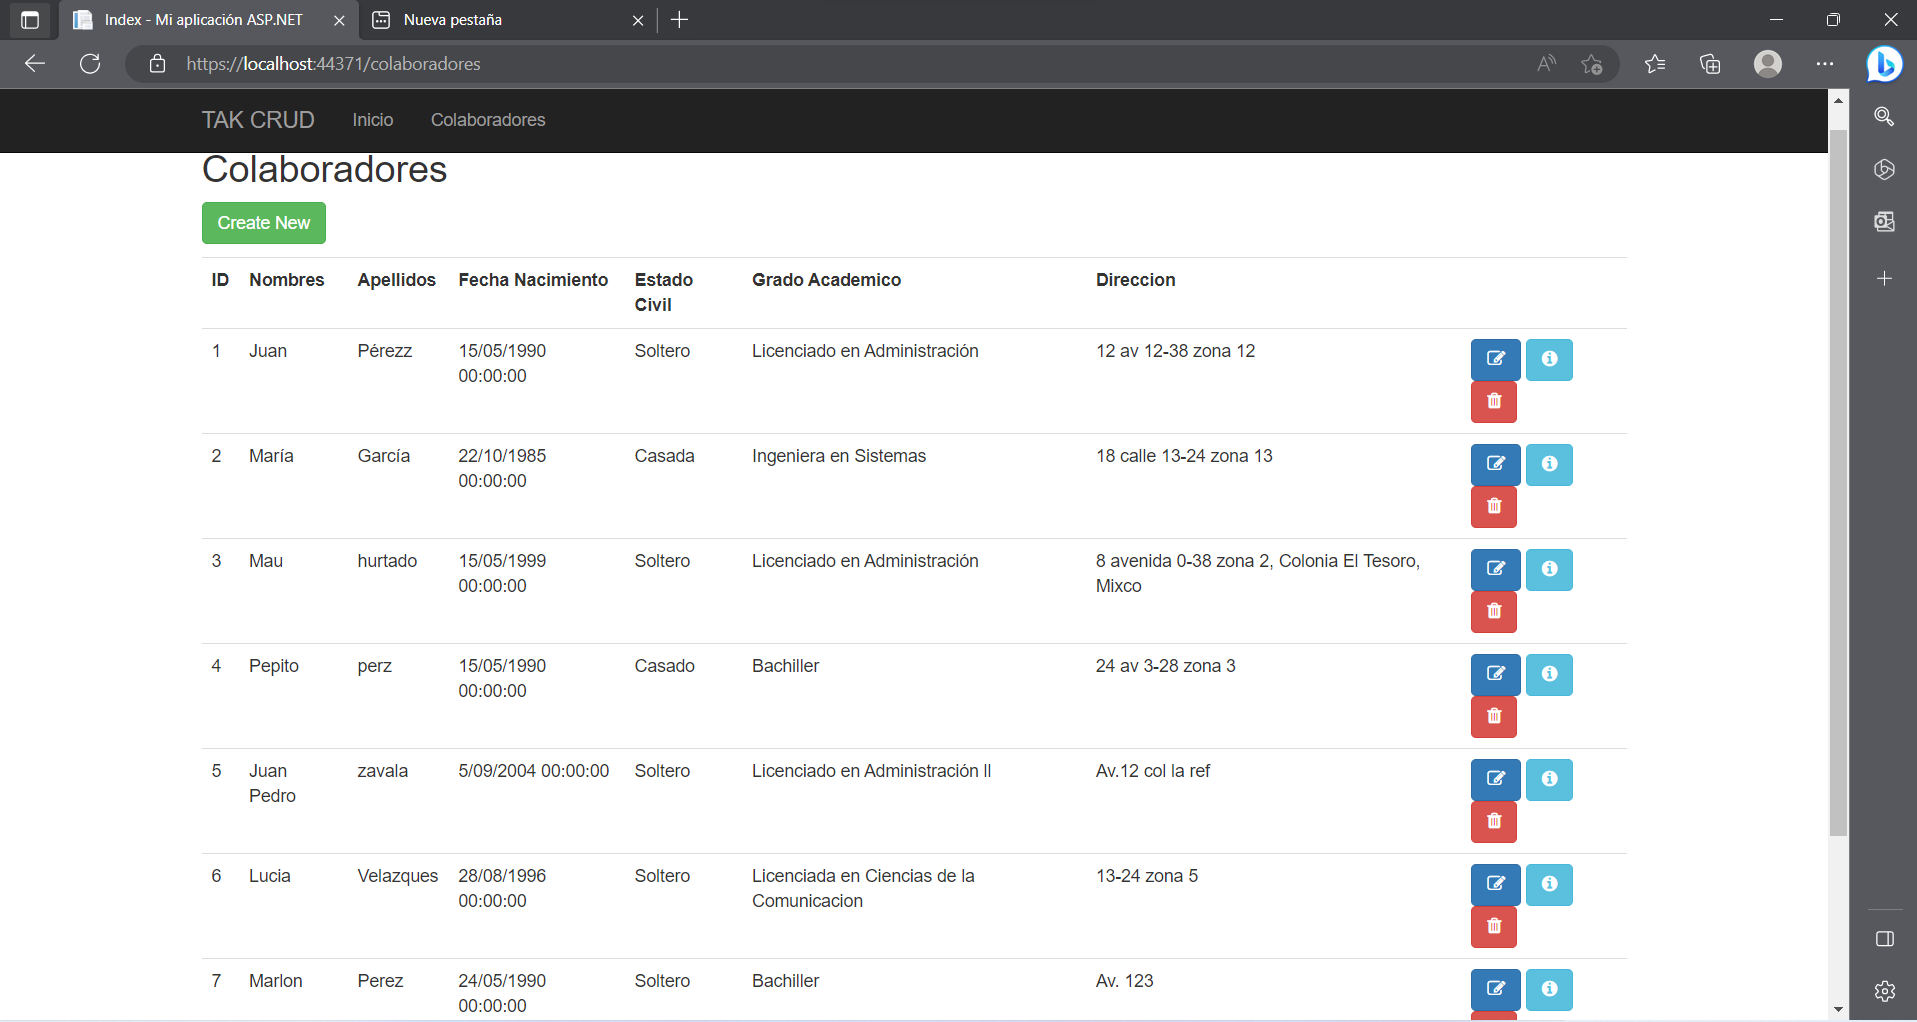 Index - Mi aplicación ASP.NET
Nueva pestaña
https://localhost:44371/colaboradores
TAK CRUD Inicio Colaboradores
Colaboradores
Create New
ID Nombres Apellidos Fecha Nacimiento Estado Grado Academico Direccion
Civil
1 Juan Pérezz 15/05/1990 Soltero Licenciado en Administración 12 av 12-38 zona 12
00:00:00
2 María García 22/10/1985 Casada Ingeniera en Sistemas 18 calle 13-24 zona 13
00:00:00
3 Mau hurtado 15/05/1999 Soltero Licenciado en Administración 8 avenida 0-38 zona 2, Colonia El Tesoro,
00:00:00 Mixco
4 Pepito perz 15/05/1990 Casado Bachiller 24 av 3-28 zona 3
00:00:00
5 Juan zavala 5/09/2004 00:00:00 Soltero Licenciado en Administración II Av.12 col la ref
Pedro
6 Lucia Velazques 28/08/1996 Soltero Licenciada en Ciencias de la 13-24 zona 5
00:00:00 Comunicacion
7 Marlon Perez 24/05/1990 Soltero Bachiller Av. 123
00:00:00